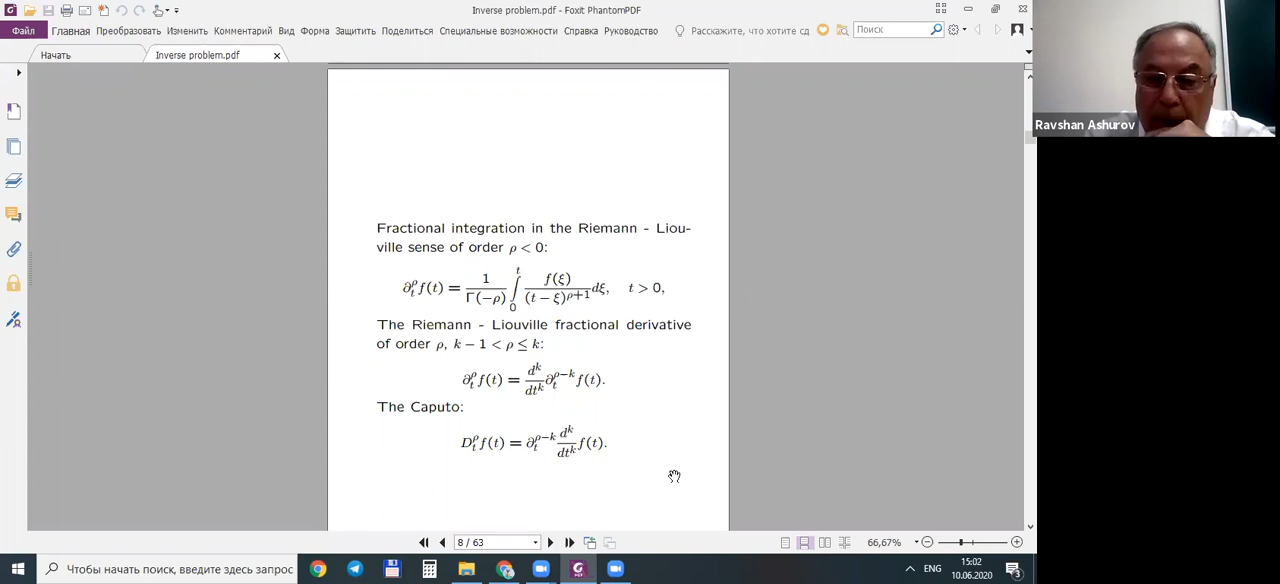 Inverse problem.pdf - Foxit PhantomPDF
Файл Главная Преобразовать Изменить Комментарий Вид Форма Защитить Поделиться Специальные возможности Справка Руководство Расскажите, что хотите сд Поиск
Начать Inverse problem.pdf
Ravshan Ashurov
Fractional integration in the Riemann - Liou-
ville sense of order ρ < 0:
∂_t^ρ f(t) = 1/Γ(−ρ) ∫_0^t f(ξ)/(t − ξ)^{ρ+1} dξ, t > 0,
The Riemann - Liouville fractional derivative
of order ρ, k − 1 < ρ ≤ k:
∂_t^ρ f(t) = d^k/dt^k ∂_t^{ρ−k} f(t).
The Caputo:
D_t^ρ f(t) = ∂_t^{ρ−k} d^k/dt^k f(t).
8 / 63 66,67%
Чтобы начать поиск, введите здесь запрос ENG 15:02
10.06.2020 3